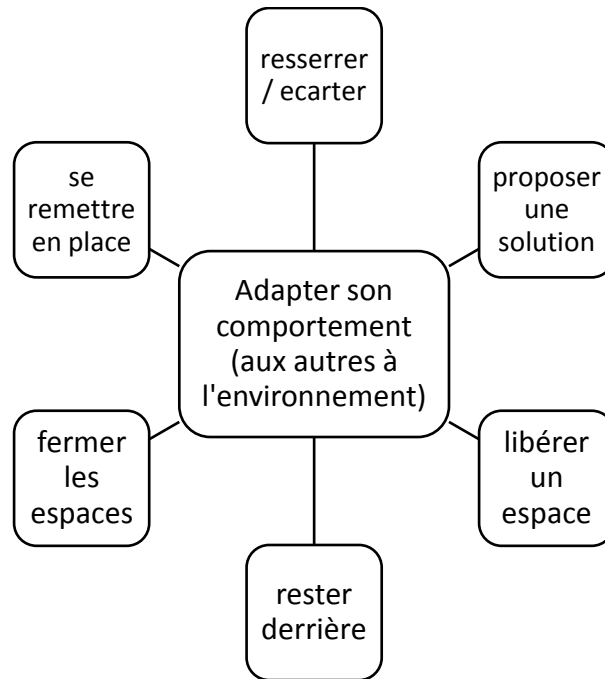 resserrer
/ ecarter
se
remettre
en place
proposer
une
solution
Adapter son
comportement
(aux autres à
l'environnement)
fermer
les
espaces
libérer
un
espace
rester
derrière